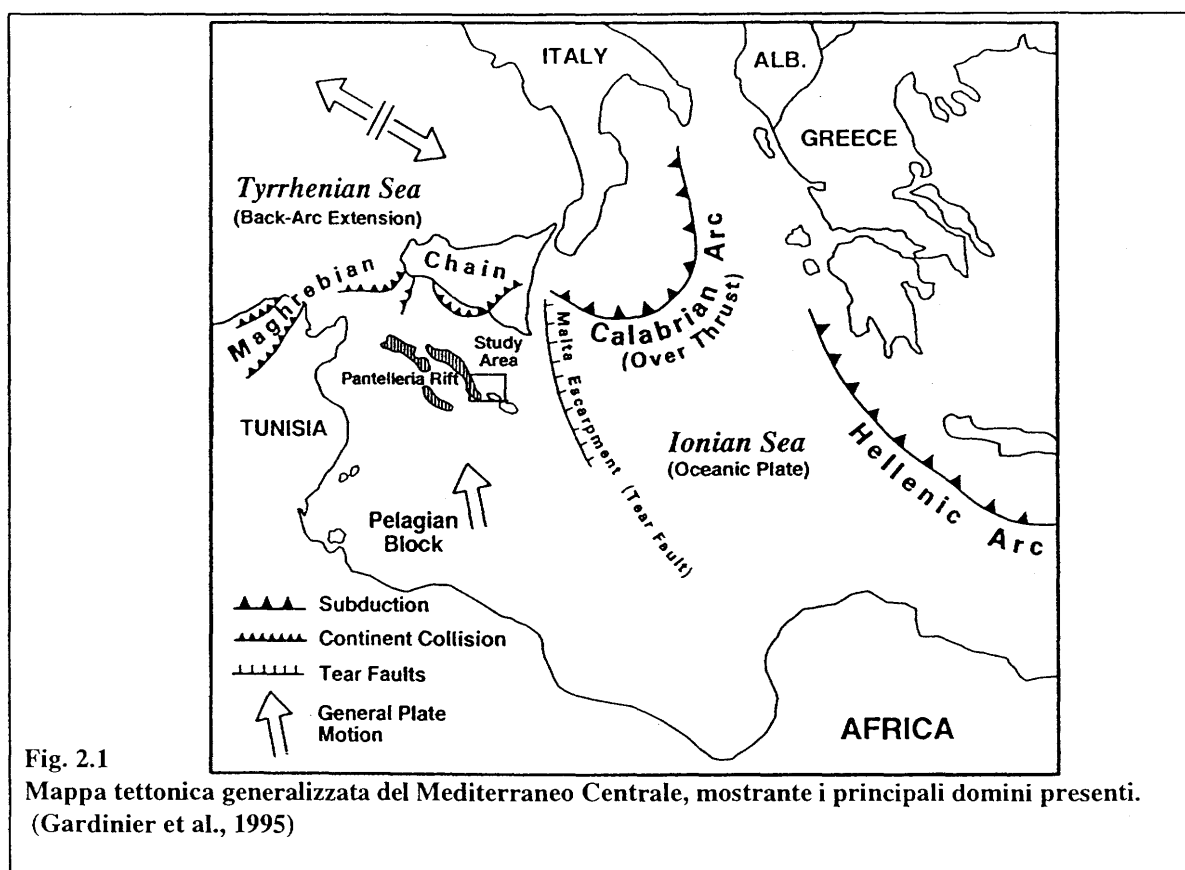 ITALY
ALB.
GREECE
Tyrrhenian Sea
(Back-Arc Extension)
Maghrebian Chain
Calabrian Arc
(Over Thrust)
Study
Area
Pantelleria Rift
Malta Escarpment (Tear Fault)
TUNISIA
Ionian Sea
(Oceanic Plate)
Hellenic Arc
Pelagian
Block
Subduction
Continent Collision
Tear Faults
General Plate
Motion
AFRICA
Fig. 2.1
Mappa tettonica generalizzata del Mediterraneo Centrale, mostrante i principali domini presenti.
(Gardinier et al., 1995)